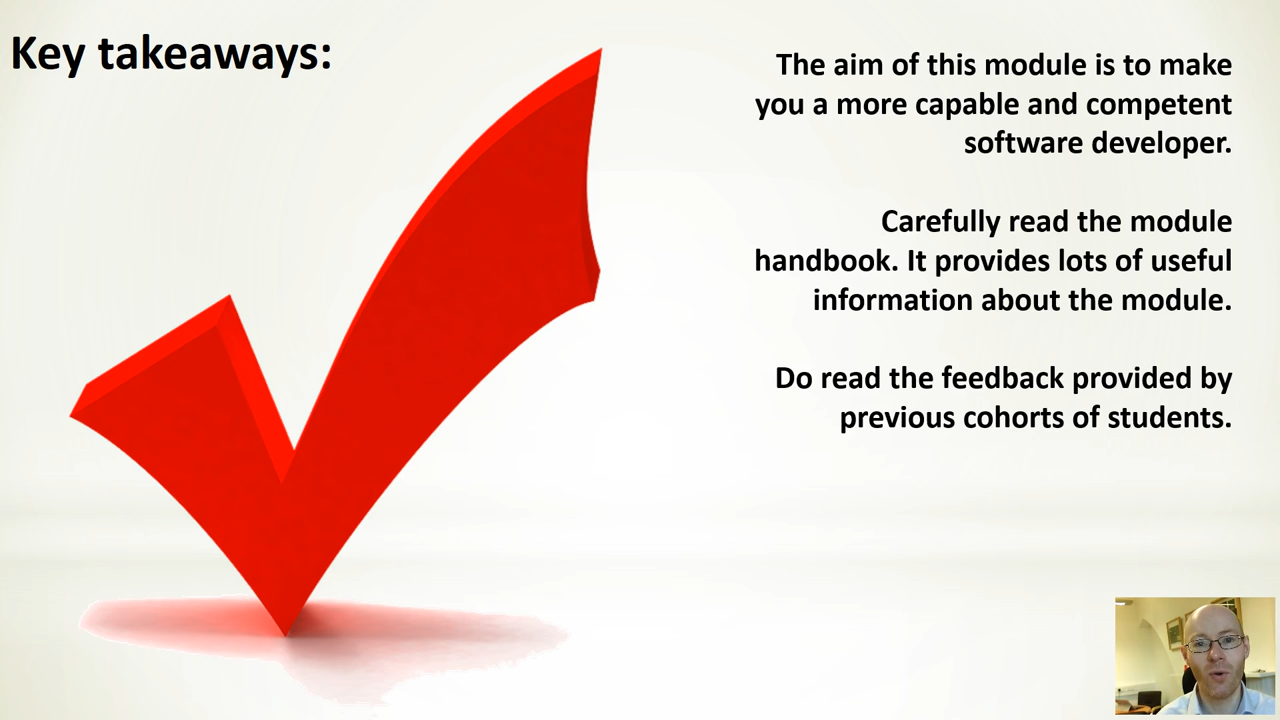 Key takeaways:
The aim of this module is to make
you a more capable and competent
software developer.
Carefully read the module
handbook. It provides lots of useful
information about the module.
Do read the feedback provided by
previous cohorts of students.